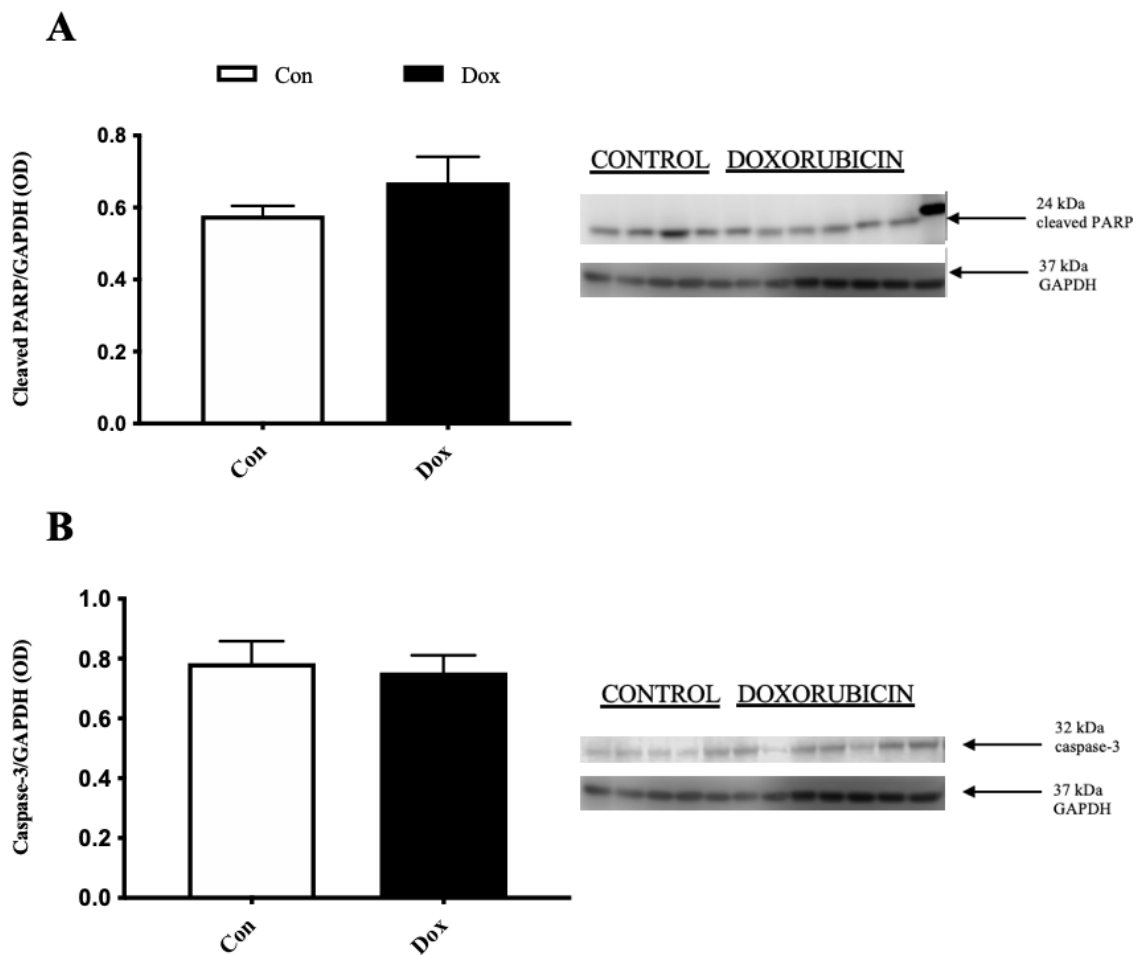 A
Con Dox
Cleaved PARP/GAPDH (OD)
0.8
0.6
0.4
0.2
0.0
Con Dox
CONTROL DOXORUBICIN
24 kDa
cleaved PARP
37 kDa
GAPDH
B
Caspase-3/GAPDH (OD)
1.0
0.8
0.6
0.4
0.2
0.0
Con Dox
CONTROL DOXORUBICIN
32 kDa
caspase-3
37 kDa
GAPDH